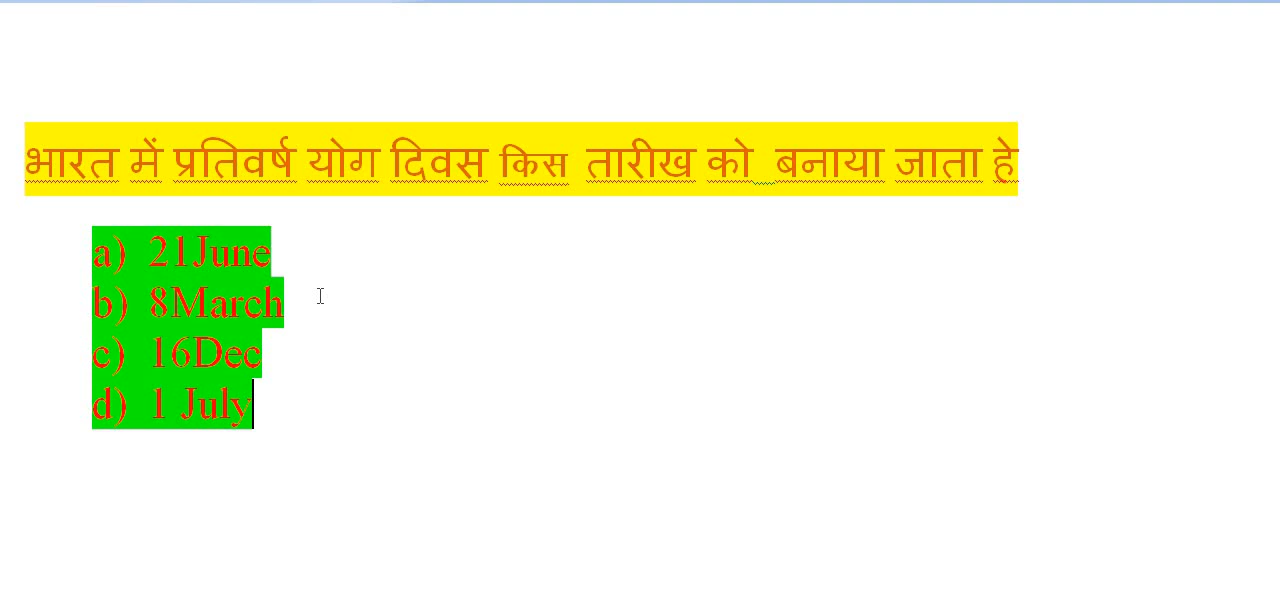 भारत में प्रतिवर्ष योग दिवस किस तारीख को बनाया जाता हे
a) 21June
b) 8March
c) 16Dec
d) 1 July